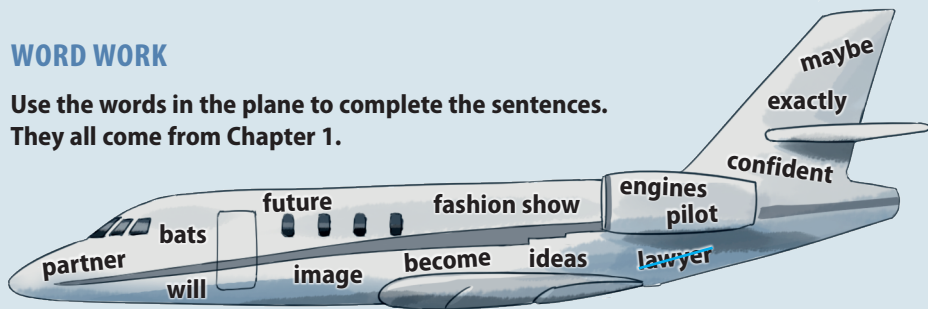 WORD WORK
Use the words in the plane to complete the sentences.
They all come from Chapter 1.
maybe
exactly
confident
engines
pilot
future
fashion show
bats
partner
will
image
become
ideas
lawyer